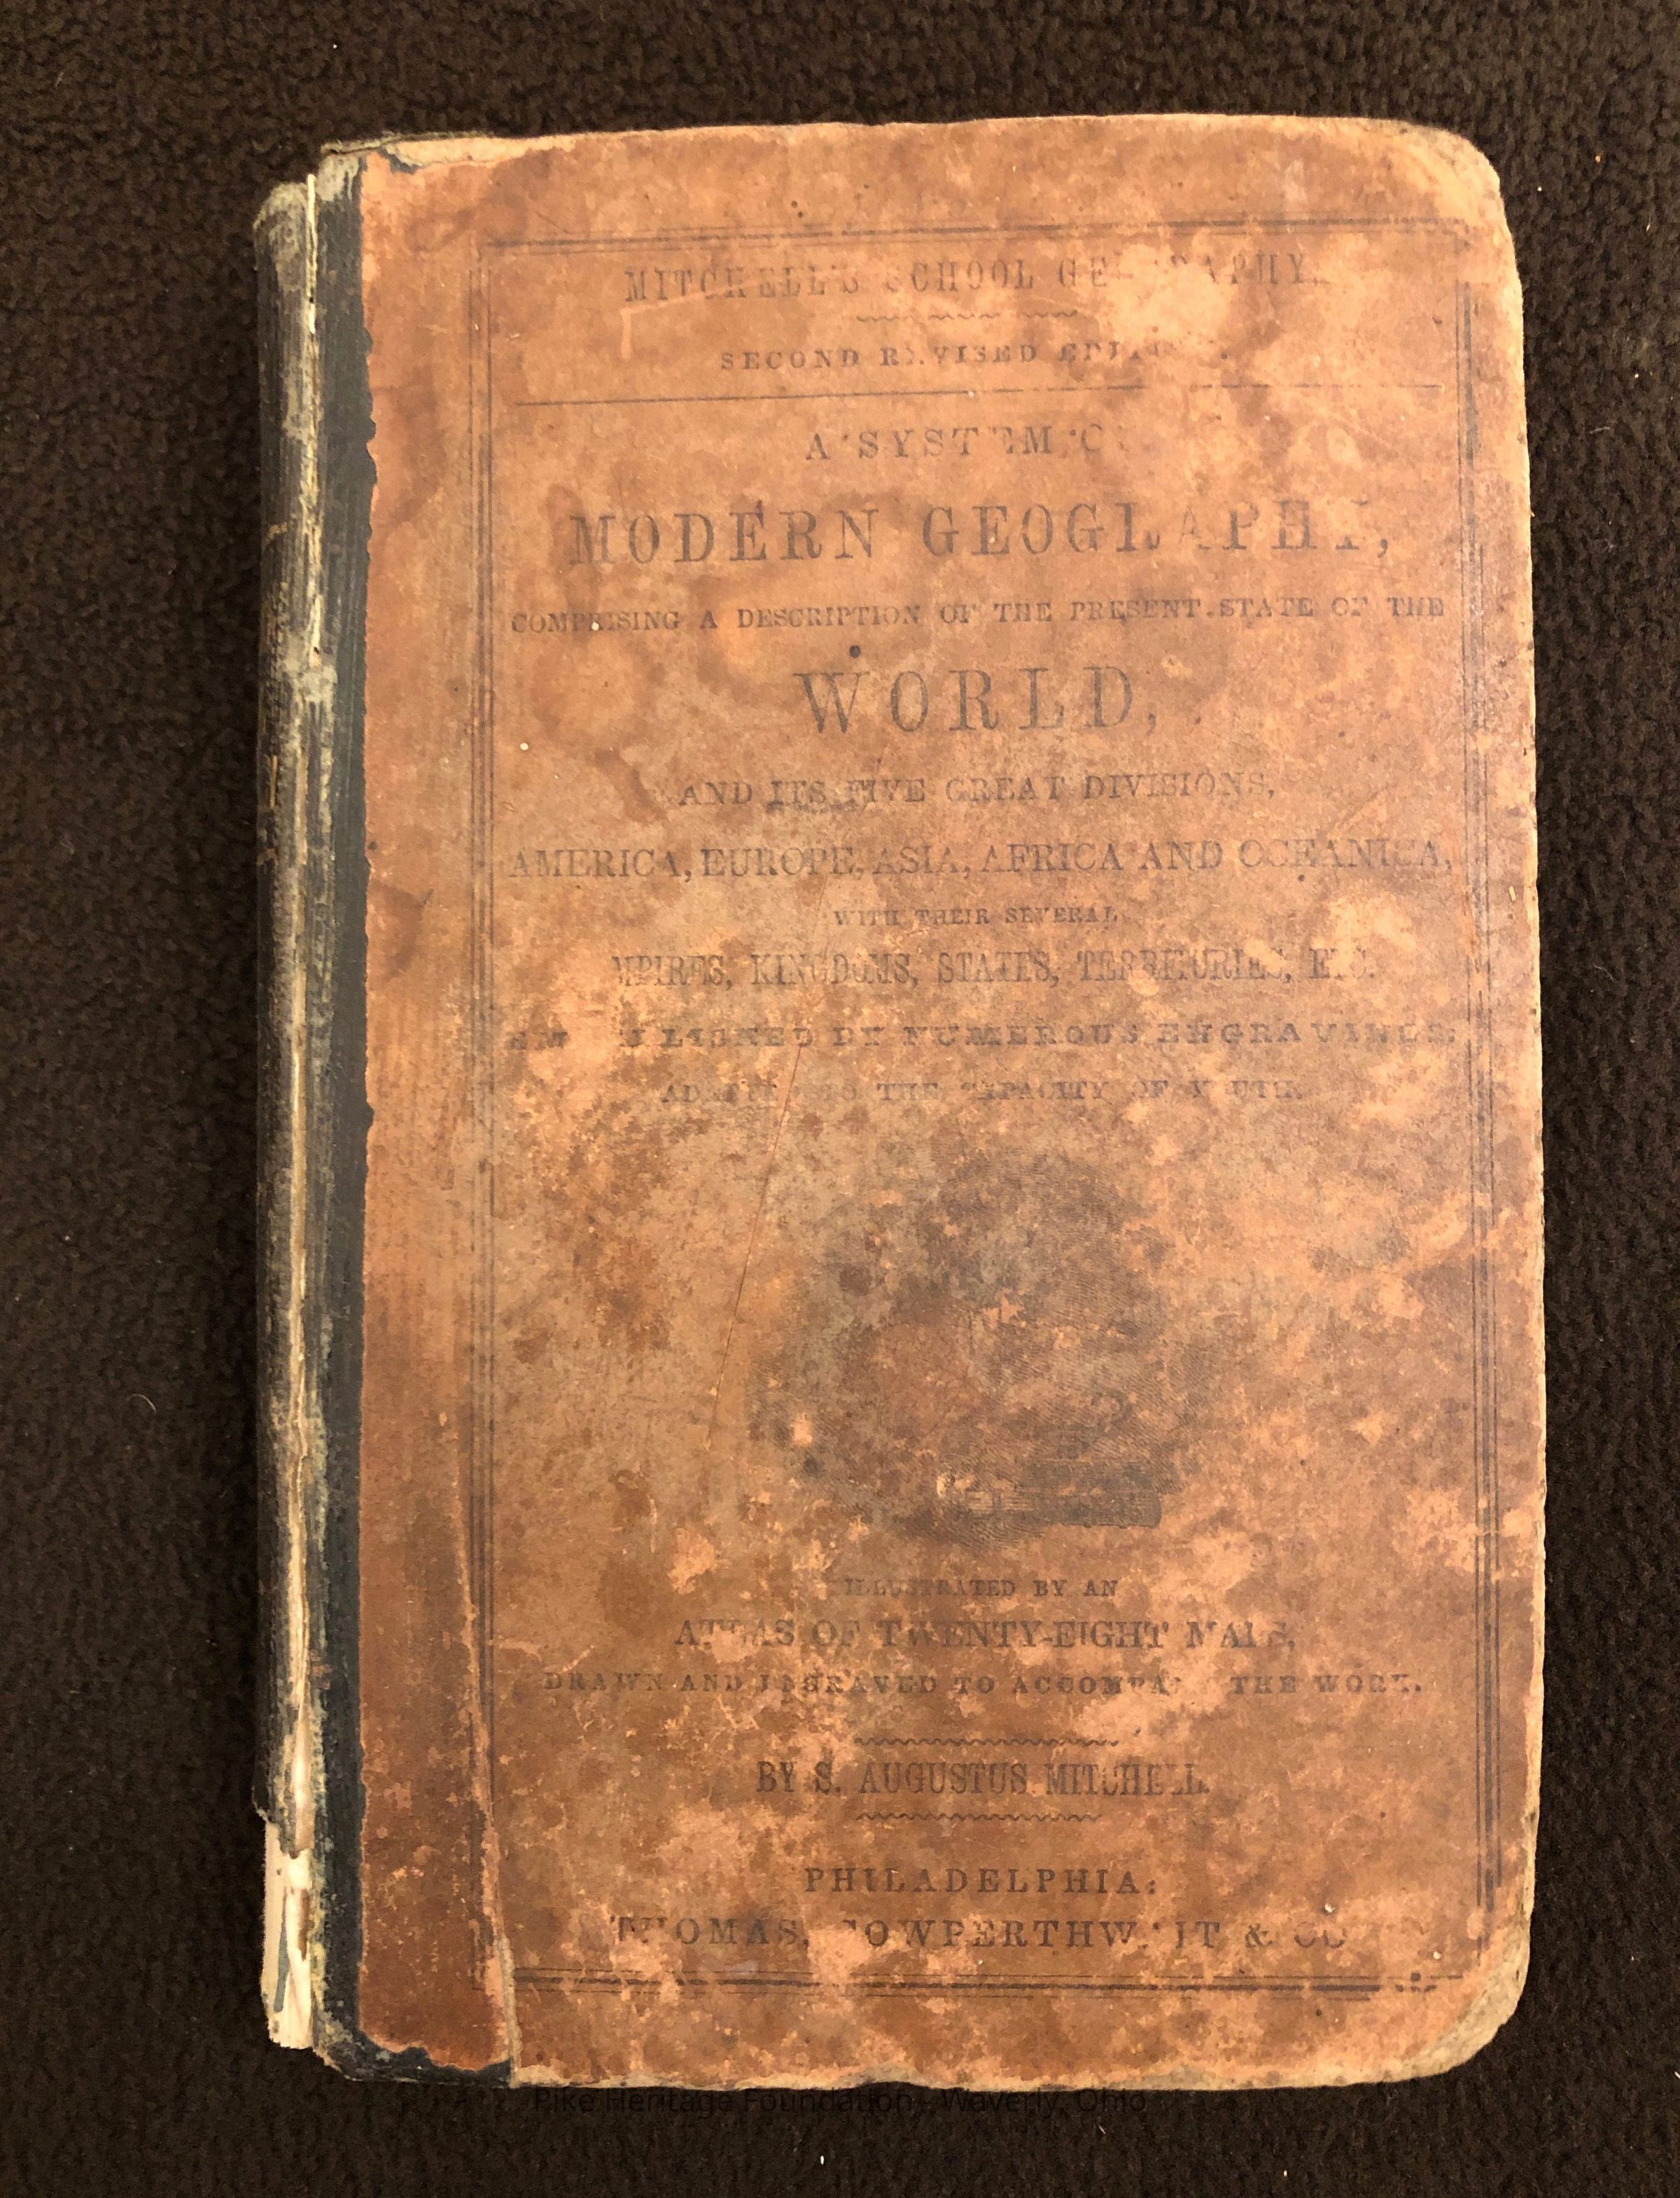 MITCHELL'S SCHOOL GEOGRAPHY.
SECOND REVISED EDITION.
A SYSTEM OF
MODERN GEOGRAPHY,
COMPRISING A DESCRIPTION OF THE PRESENT STATE OF THE
WORLD,
AND ITS FIVE GREAT DIVISIONS,
AMERICA, EUROPE, ASIA, AFRICA AND OCEANICA,
WITH THEIR SEVERAL
EMPIRES, KINGDOMS, STATES, TERRITORIES, ETC.
EMBELLISHED BY NUMEROUS ENGRAVINGS;
ADAPTED TO THE CAPACITY OF YOUTH.
ILLUSTRATED BY AN
ATLAS OF TWENTY-EIGHT MAPS,
DRAWN AND ENGRAVED TO ACCOMPANY THE WORK.
BY S. AUGUSTUS MITCHELL.
PHILADELPHIA:
THOMAS, COWPERTHWAIT & CO
Pike Heritage Foundation - Waverly, Ohio